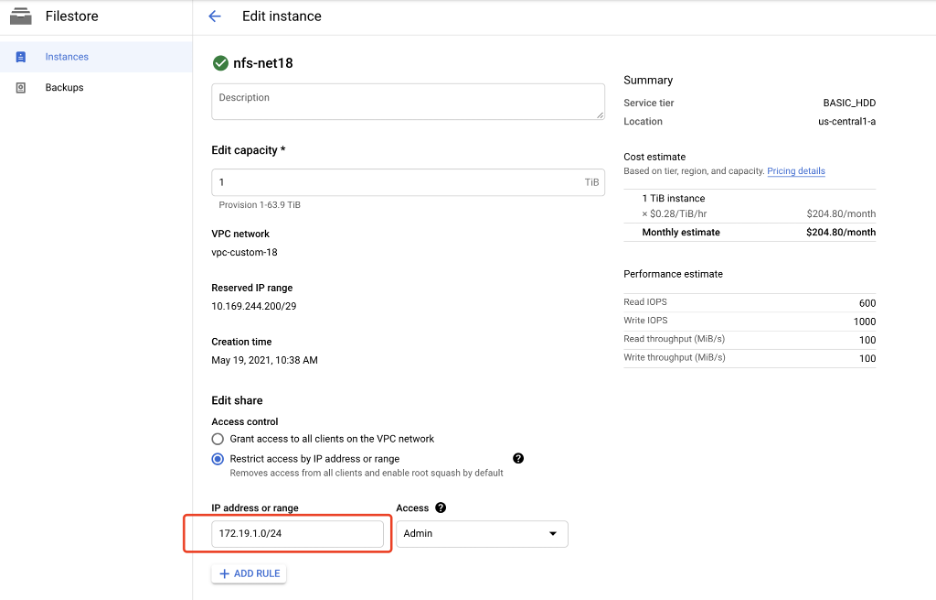 Filestore
Edit instance
Instances
Backups
nfs-net18
Description
Edit capacity *
1 TiB
Provision 1-63.9 TiB
VPC network
vpc-custom-18
Reserved IP range
10.169.244.200/29
Creation time
May 19, 2021, 10:38 AM
Edit share
Access control
Grant access to all clients on the VPC network
Restrict access by IP address or range ?
Removes access from all clients and enable root squash by default
IP address or range Access ?
172.19.1.0/24 Admin
+ ADD RULE
Summary
Service tier BASIC_HDD
Location us-central1-a
Cost estimate
Based on tier, region, and capacity. Pricing details
1 TiB instance
× $0.28/TiB/hr $204.80/month
Monthly estimate $204.80/month
Performance estimate
Read IOPS 600
Write IOPS 1000
Read throughput (MiB/s) 100
Write throughput (MiB/s) 100